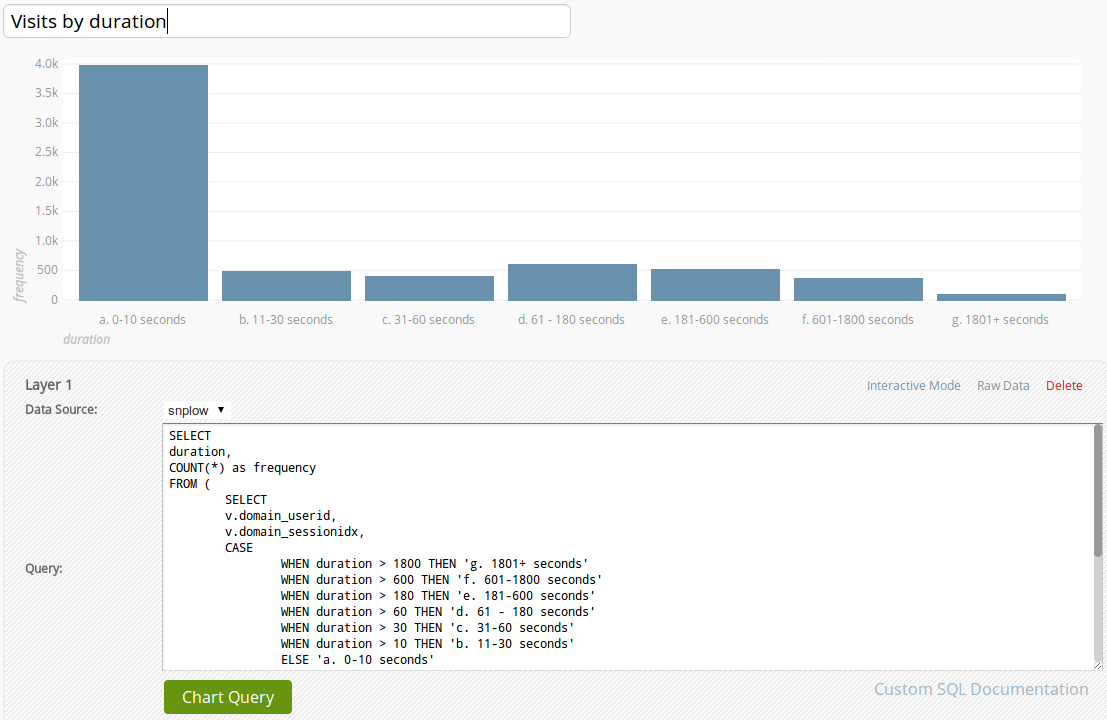 Visits by duration
4.0k
3.5k
3.0k
2.5k
2.0k
1.5k
1.0k
500
0
frequency
a. 0-10 seconds b. 11-30 seconds c. 31-60 seconds d. 61 - 180 seconds e. 181-600 seconds f. 601-1800 seconds g. 1801+ seconds
duration
Layer 1 Interactive Mode Raw Data Delete
Data Source: snplow
Query:
SELECT
duration,
COUNT(*) as frequency
FROM (
SELECT
v.domain_userid,
v.domain_sessionidx,
CASE
WHEN duration > 1800 THEN 'g. 1801+ seconds'
WHEN duration > 600 THEN 'f. 601-1800 seconds'
WHEN duration > 180 THEN 'e. 181-600 seconds'
WHEN duration > 60 THEN 'd. 61 - 180 seconds'
WHEN duration > 30 THEN 'c. 31-60 seconds'
WHEN duration > 10 THEN 'b. 11-30 seconds'
ELSE 'a. 0-10 seconds'
Chart Query
Custom SQL Documentation